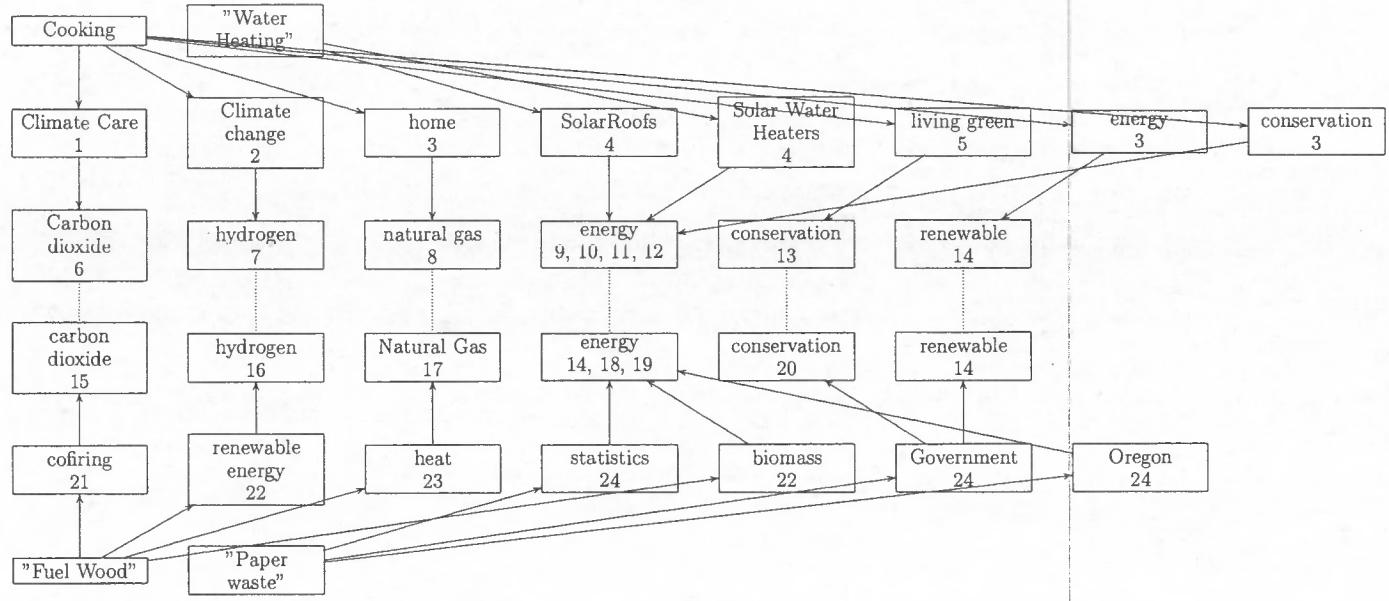 Cooking
"Water
Heating"
Climate Care
1
Climate
change
2
home
3
SolarRoofs
4
Solar Water
Heaters
4
living green
5
energy
3
conservation
3
Carbon
dioxide
6
hydrogen
7
natural gas
8
energy
9, 10, 11, 12
conservation
13
renewable
14
carbon
dioxide
15
hydrogen
16
Natural Gas
17
energy
14, 18, 19
conservation
20
renewable
14
cofiring
21
renewable
energy
22
heat
23
statistics
24
biomass
22
Government
24
Oregon
24
"Fuel Wood"
"Paper
waste"